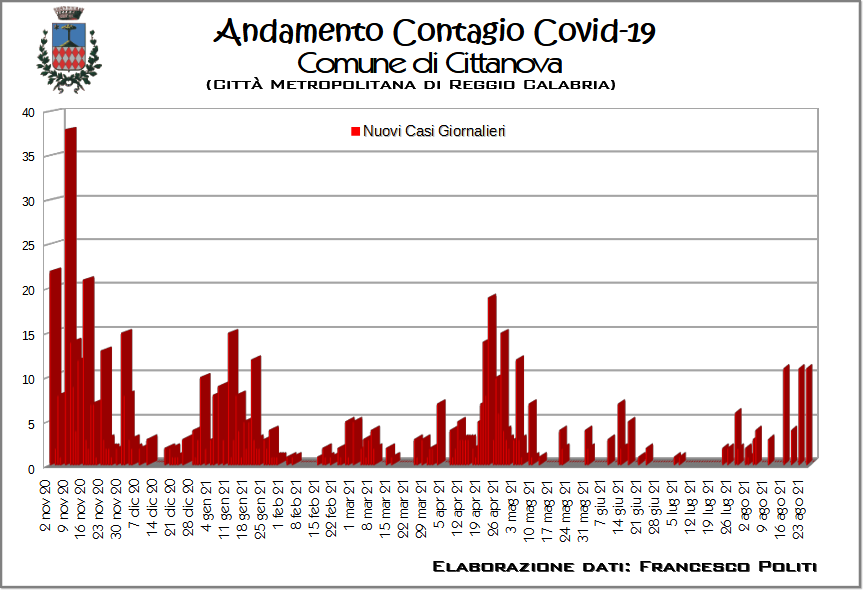 Andamento Contagio Covid-19
Comune di Cittanova
(Città Metropolitana di Reggio Calabria)
Nuovi Casi Giornalieri
40
35
30
25
20
15
10
5
0
2 nov 20
9 nov 20
16 nov 20
23 nov 20
30 nov 20
7 dic 20
14 dic 20
21 dic 20
28 dic 20
4 gen 21
11 gen 21
18 gen 21
25 gen 21
1 feb 21
8 feb 21
15 feb 21
22 feb 21
1 mar 21
8 mar 21
15 mar 21
22 mar 21
29 mar 21
5 apr 21
12 apr 21
19 apr 21
26 apr 21
3 mag 21
10 mag 21
17 mag 21
24 mag 21
31 mag 21
7 giu 21
14 giu 21
21 giu 21
28 giu 21
5 lug 21
12 lug 21
19 lug 21
26 lug 21
2 ago 21
9 ago 21
16 ago 21
23 ago 21
Elaborazione dati: Francesco Politi